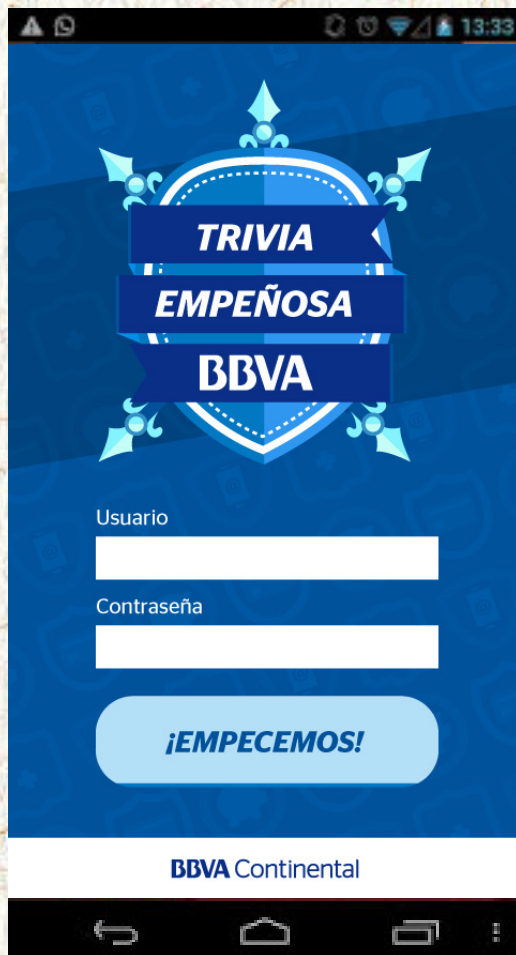 13:33
TRIVIA
EMPEÑOSA
BBVA
Usuario
Contraseña
¡EMPECEMOS!
BBVA Continental